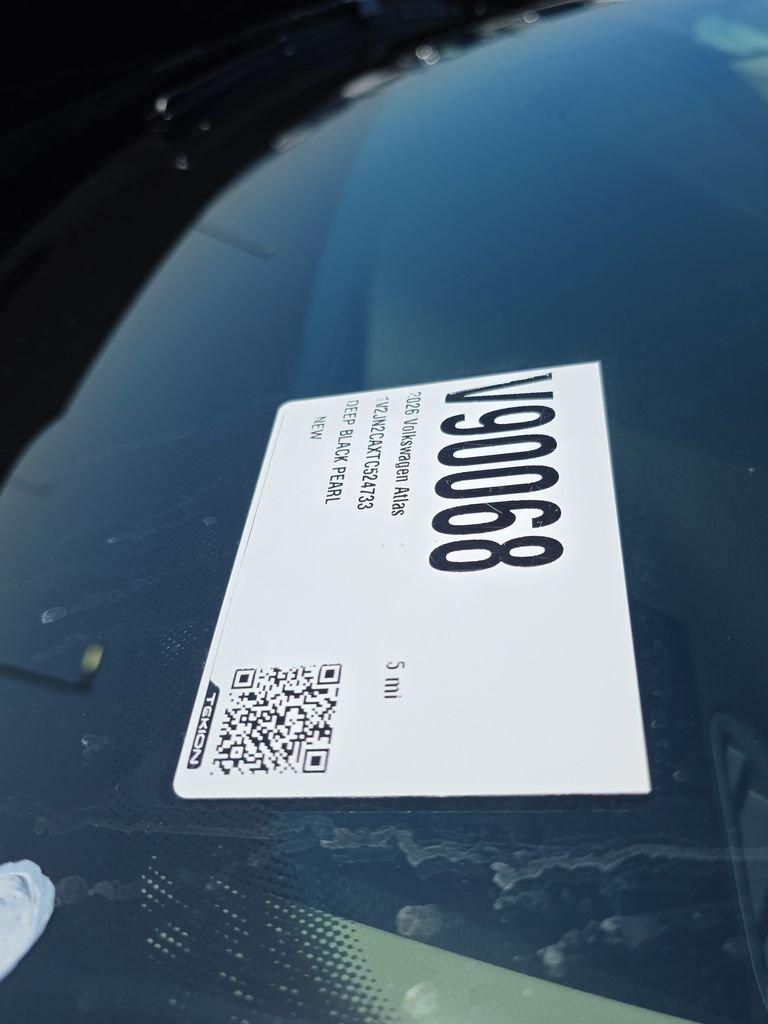 V90068
2026 Volkswagen Atlas
5 mi
1V2JN2CAXTC524733
DEEP BLACK PEARL
NEW
TEKION